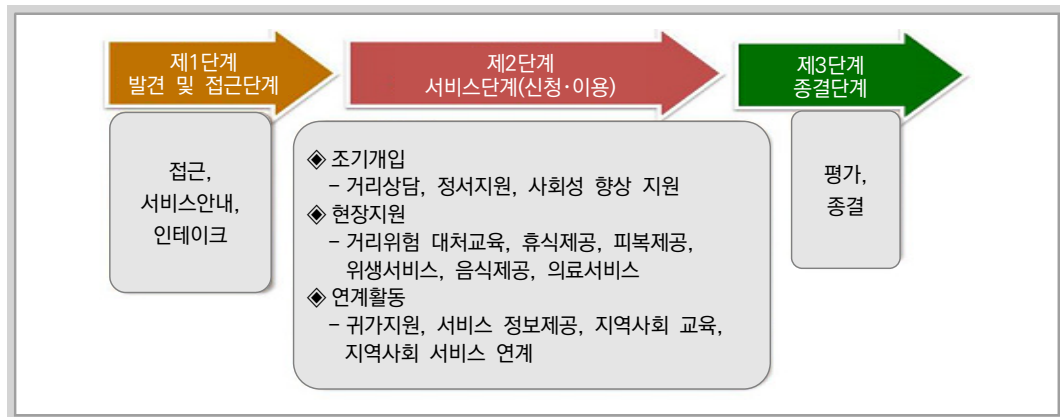 제1단계
발견 및 접근단계
제2단계
서비스단계(신청·이용)
제3단계
종결단계
접근,
서비스안내,
인테이크
◈ 조기개입
- 거리상담, 정서지원, 사회성 향상 지원
◈ 현장지원
- 거리위험 대처교육, 휴식제공, 피복제공,
위생서비스, 음식제공, 의료서비스
◈ 연계활동
- 귀가지원, 서비스 정보제공, 지역사회 교육,
지역사회 서비스 연계
평가,
종결